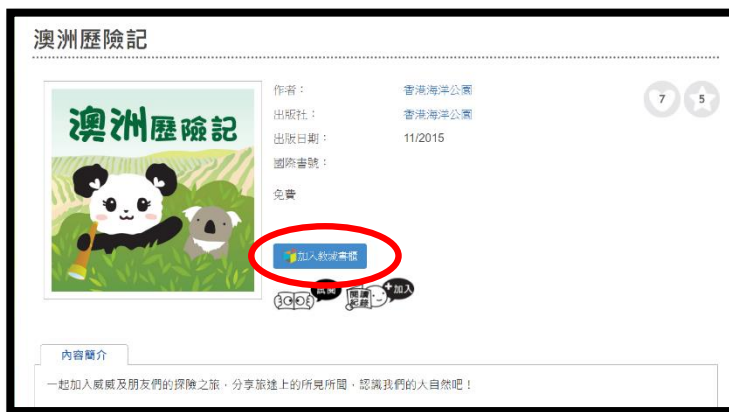 澳洲歷險記
澳洲歷險記
作者： 香港海洋公園
出版社： 香港海洋公園
出版日期： 11/2015
國際書號：
免費
7 5
加入教城書櫃
試閱
閱讀記錄 +加入
內容簡介
一起加入威威及朋友們的探險之旅，分享旅途上的所見所聞，認識我們的大自然吧！